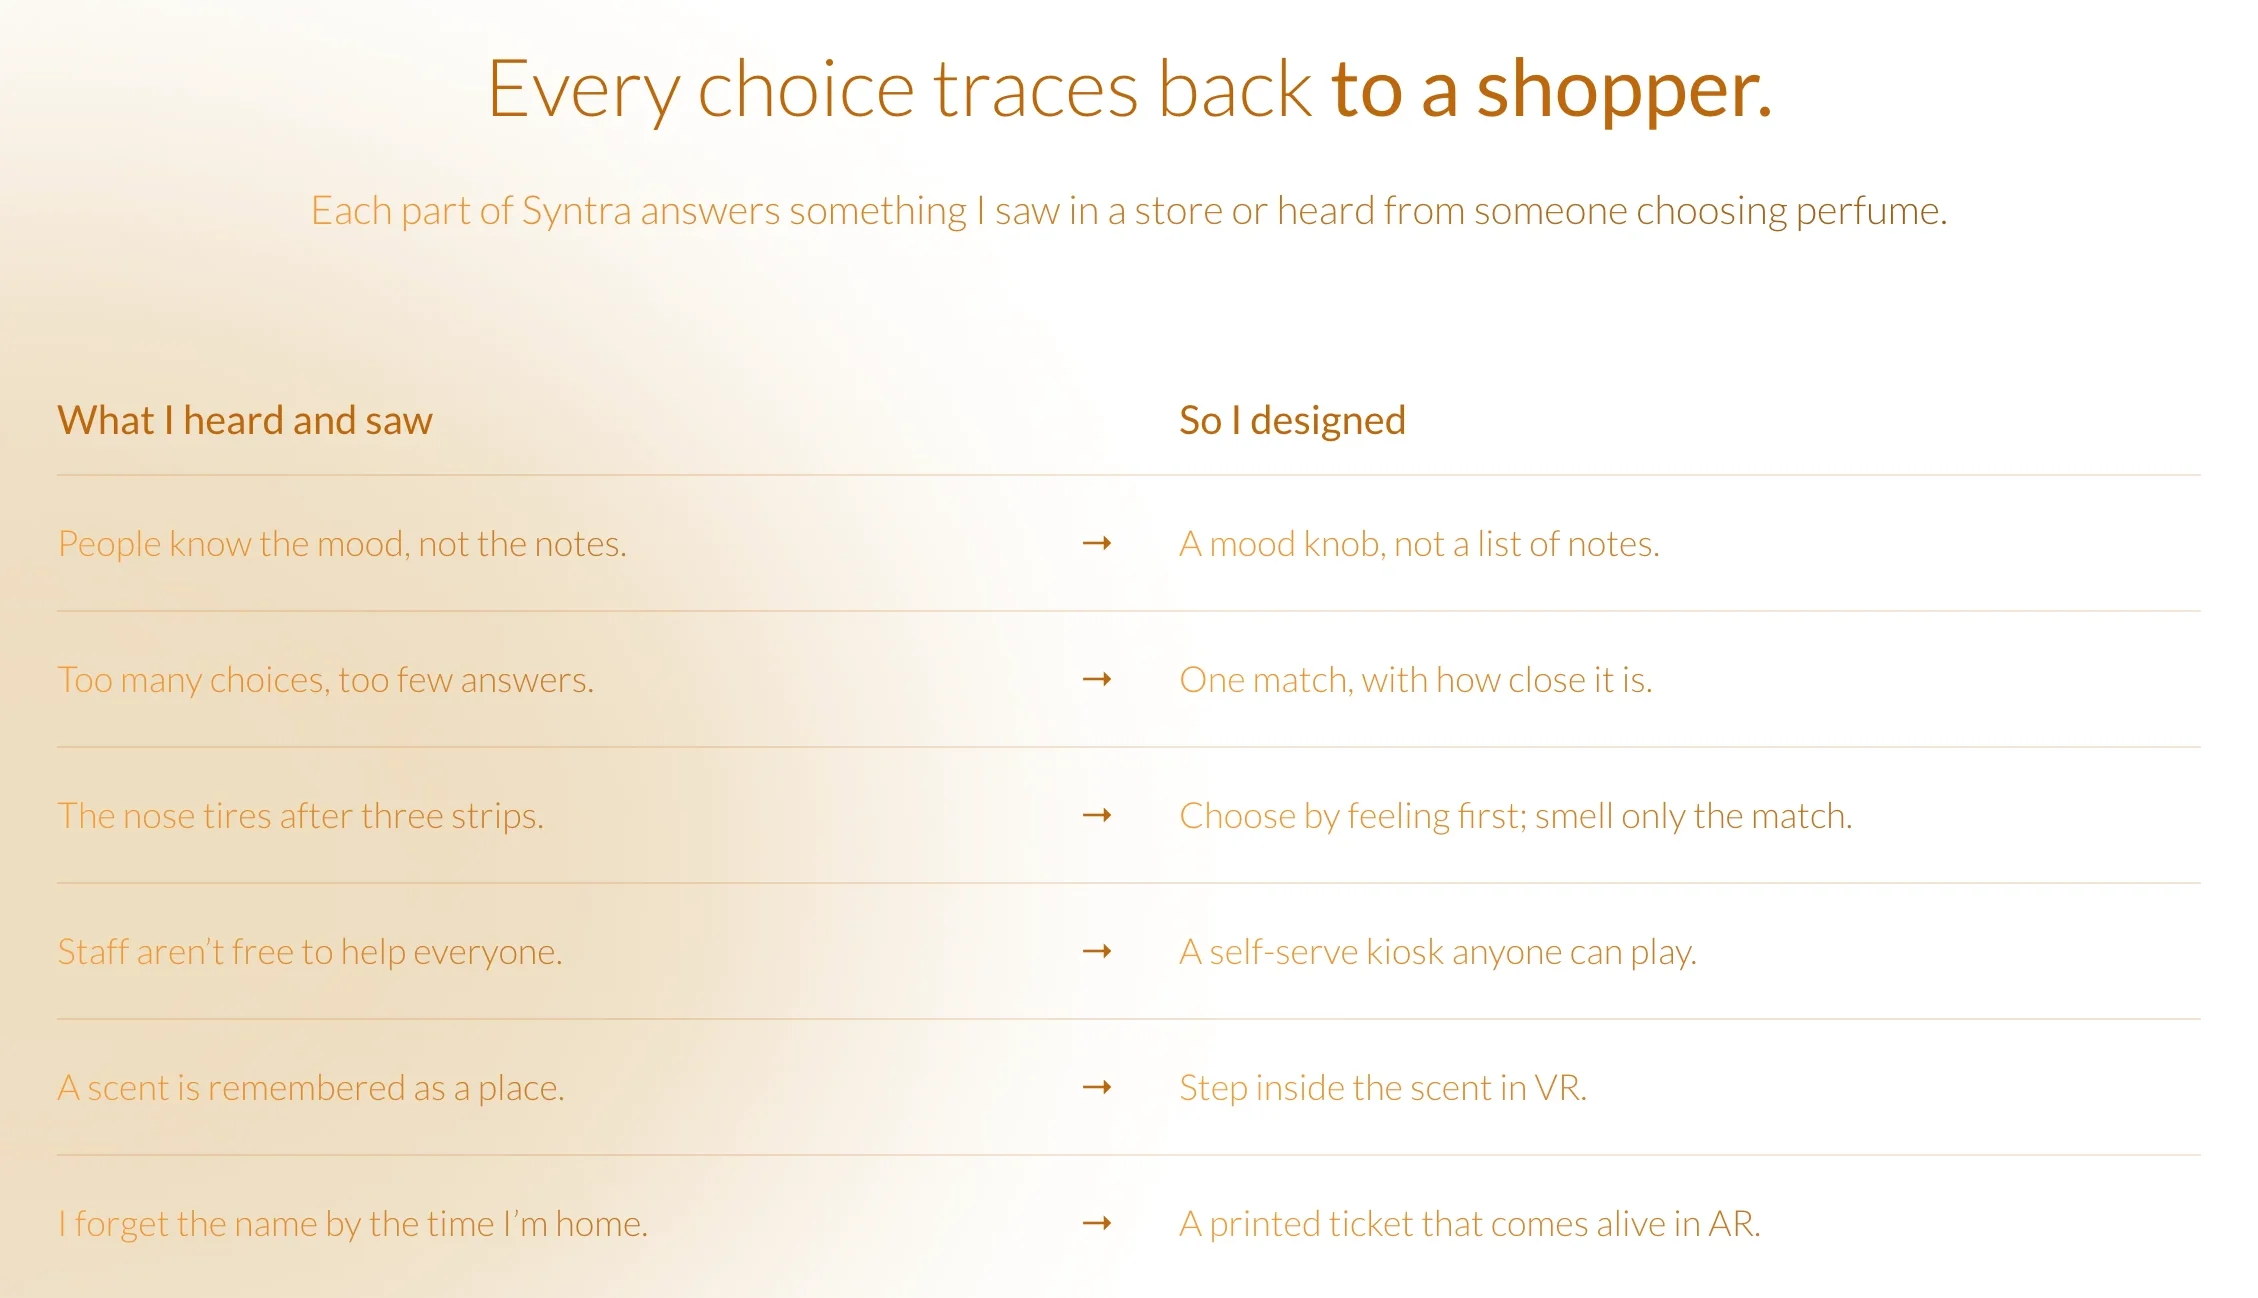 Every choice traces back to a shopper.
Each part of Syntra answers something I saw in a store or heard from someone choosing perfume.
What I heard and saw
So I designed
People know the mood, not the notes.
→
A mood knob, not a list of notes.
Too many choices, too few answers.
→
One match, with how close it is.
The nose tires after three strips.
→
Choose by feeling first; smell only the match.
Staff aren’t free to help everyone.
→
A self-serve kiosk anyone can play.
A scent is remembered as a place.
→
Step inside the scent in VR.
I forget the name by the time I’m home.
→
A printed ticket that comes alive in AR.